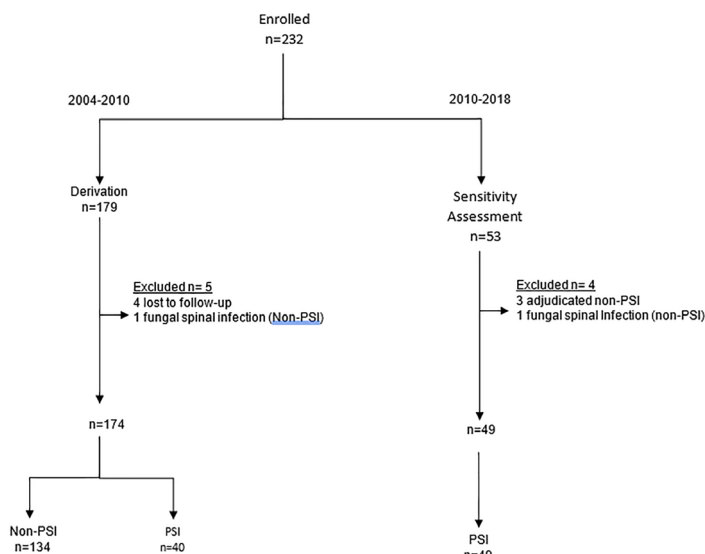 Enrolled
n=232
2004-2010
2010-2018
Derivation
n=179
Sensitivity
Assessment
n=53
Excluded n= 5
4 lost to follow-up
1 fungal spinal infection (Non-PSI)
Excluded n= 4
3 adjudicated non-PSI
1 fungal spinal Infection (non-PSI)
n=174
n=49
Non-PSI
n=134
PSI
n=40
PSI